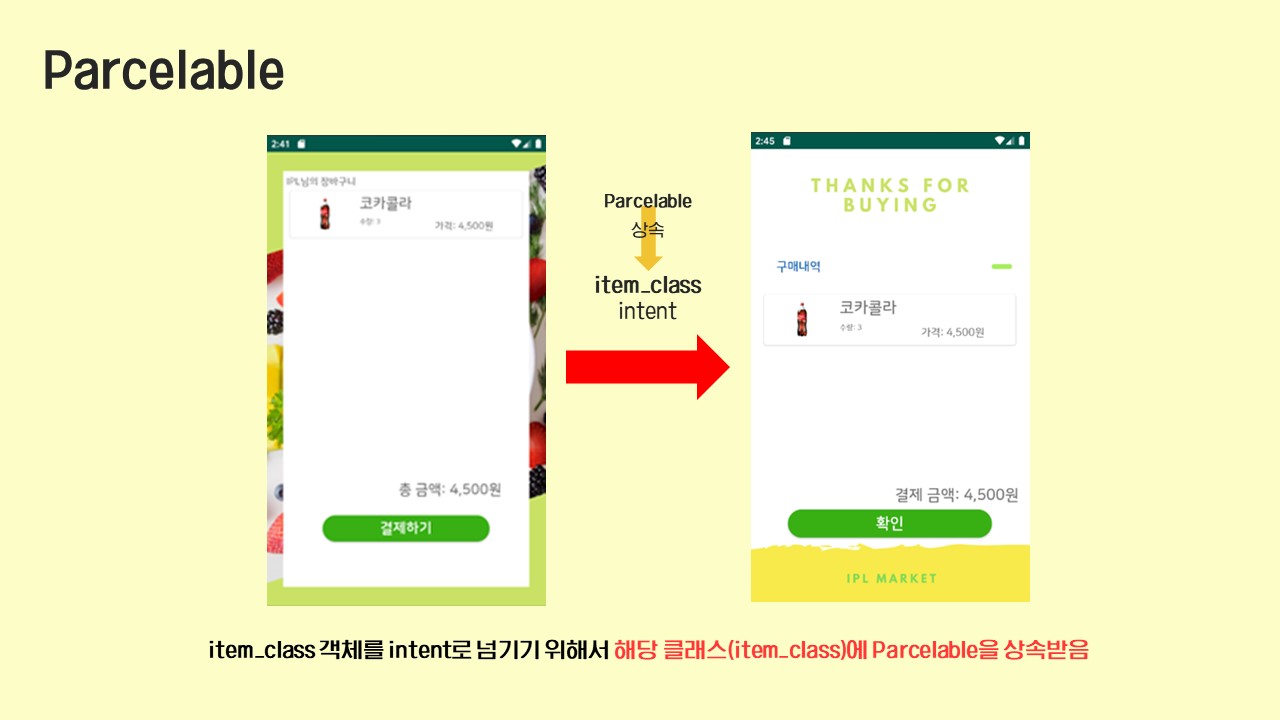 Parcelable
2:41
IPL님의 장바구니
코카콜라
수량: 3
가격: 4,500원
총 금액: 4,500원
결제하기
Parcelable
상속
item_class
intent
2:45
THANKS FOR
BUYING
구매내역
코카콜라
수량: 3
가격: 4,500원
결제 금액: 4,500원
확인
IPL MARKET
item_class 객체를 intent로 넘기기 위해서 해당 클래스(item_class)에 Parcelable을 상속받음